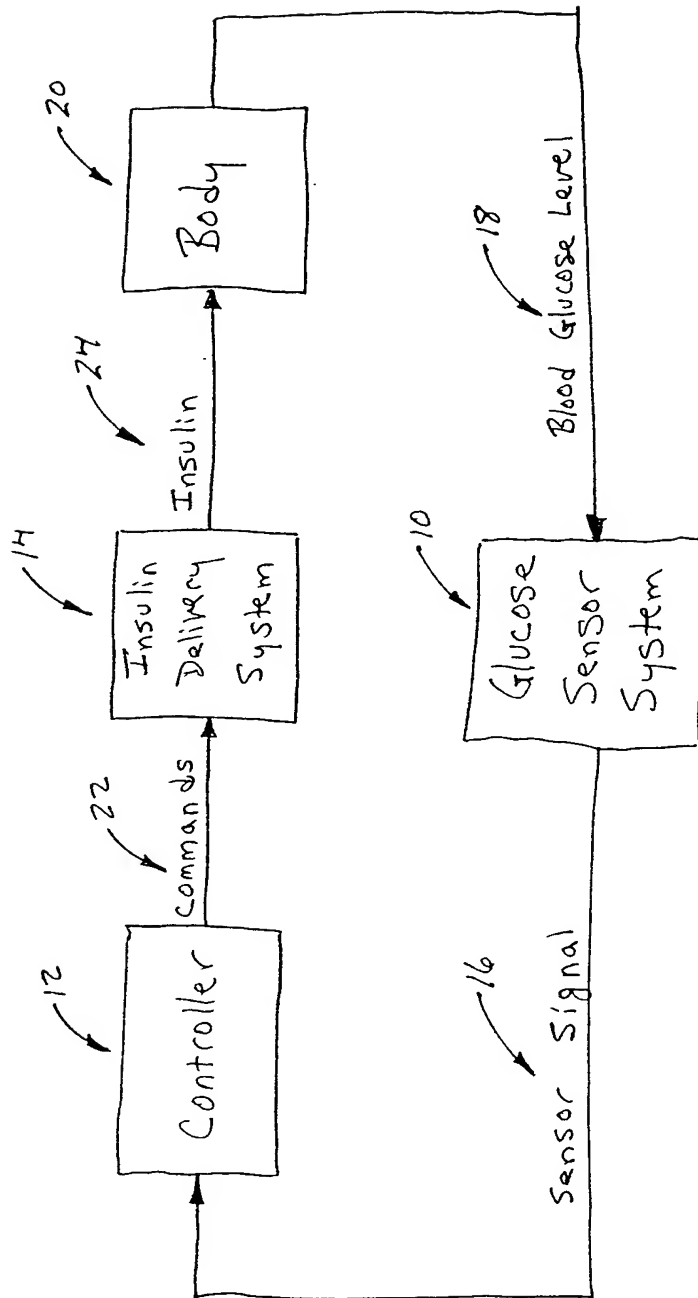 12
Controller
22
Commands
14
Insulin
Delivery
System
24
Insulin
20
Body
16
Sensor Signal
10
Glucose
Sensor
System
18
Blood Glucose Level